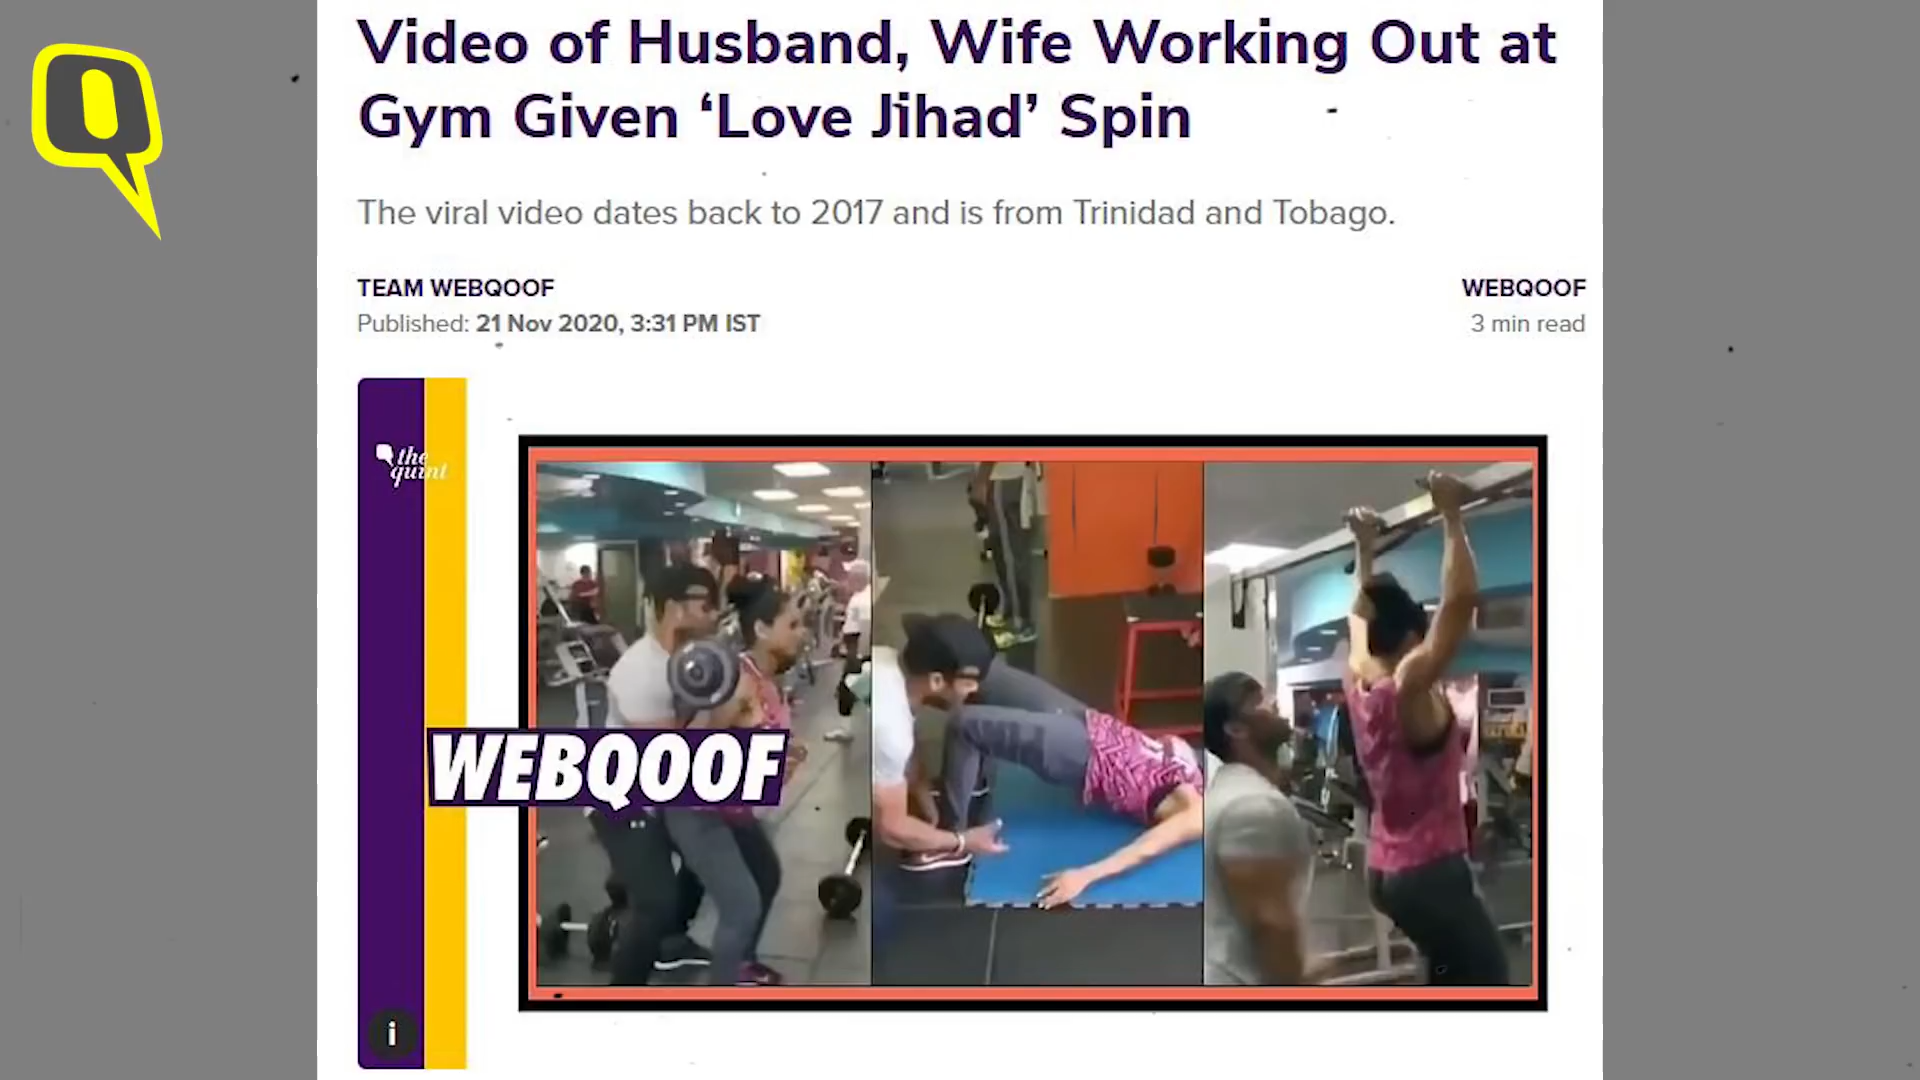 Video of Husband, Wife Working Out at
Gym Given ‘Love Jihad’ Spin
The viral video dates back to 2017 and is from Trinidad and Tobago.
TEAM WEBQOOF
WEBQOOF
Published: 21 Nov 2020, 3:31 PM IST
3 min read
the
quint
WEBQOOF
i